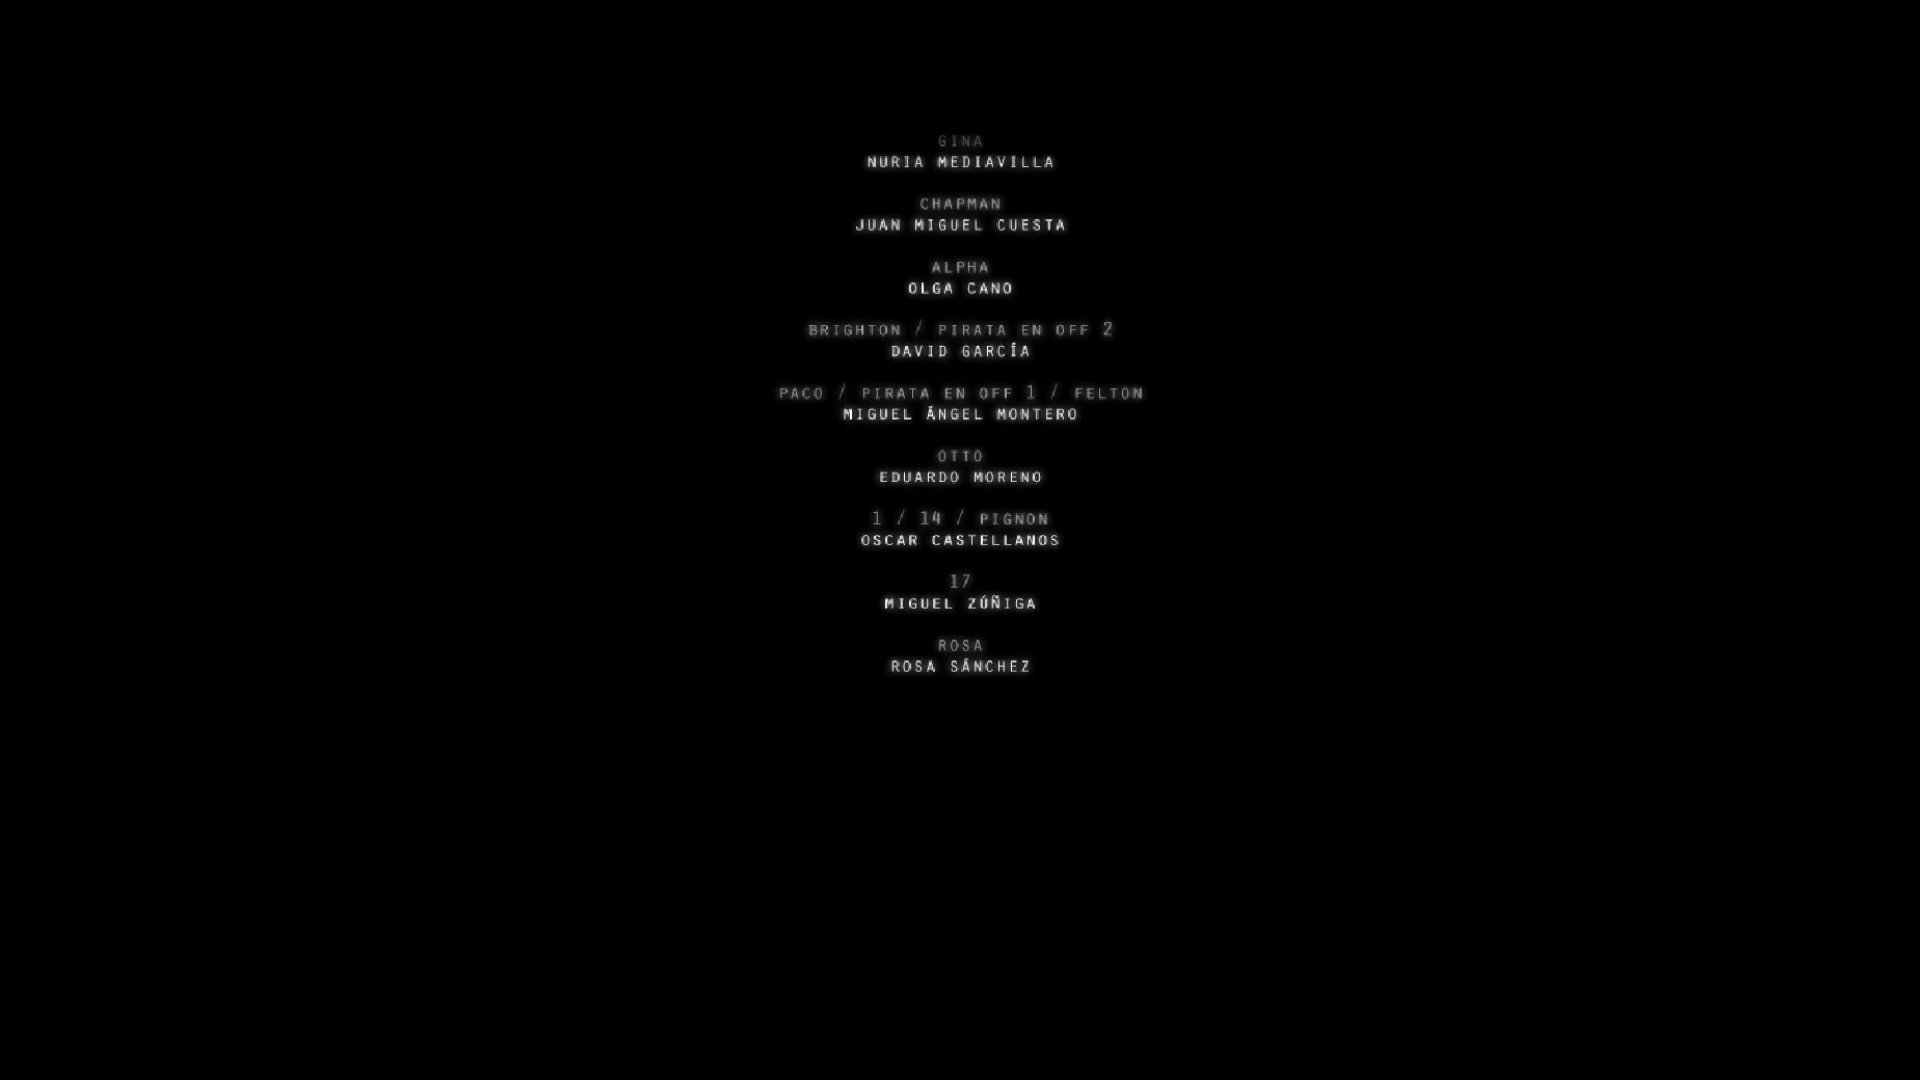 GINA
NURIA MEDIAVILLA
CHAPMAN
JUAN MIGUEL CUESTA
ALPHA
OLGA CANO
BRIGHTON / PIRATA EN OFF 2
DAVID GARCÍA
PACO / PIRATA EN OFF 1 / FELTON
MIGUEL ÁNGEL MONTERO
OTTO
EDUARDO MORENO
1 / 14 / PIGNON
OSCAR CASTELLANOS
17
MIGUEL ZÚÑIGA
ROSA
ROSA SÁNCHEZ